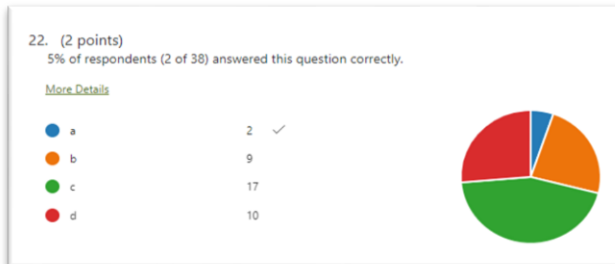 22. (2 points)
5% of respondents (2 of 38) answered this question correctly.
More Details
a 2
b 9
c 17
d 10